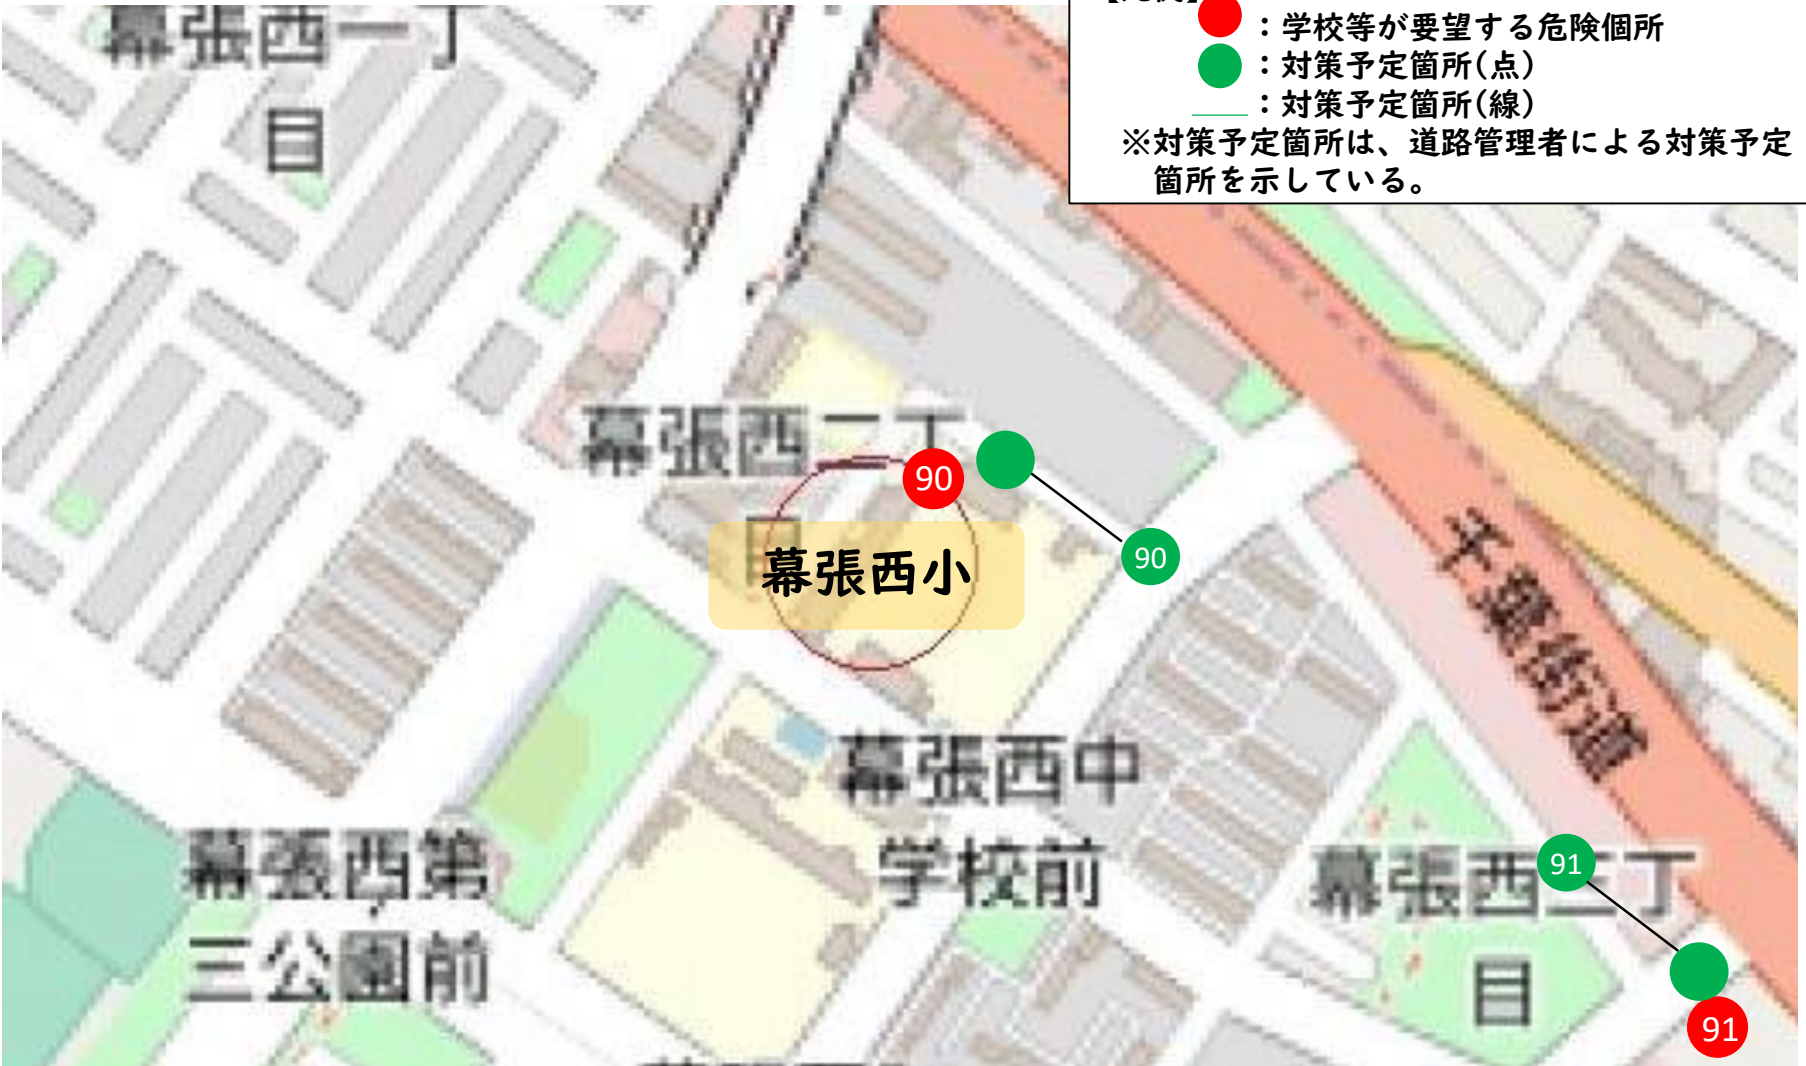 ：学校等が要望する危険個所
：対策予定箇所(点)
：対策予定箇所(線)
※対策予定箇所は、道路管理者による対策予定
箇所を示している。
幕張西一丁
目
幕張西二丁
目
90
90
幕張西小
千葉街道
幕張西中
学校前
幕張西第
三公園前
幕張西三丁
目
91
91